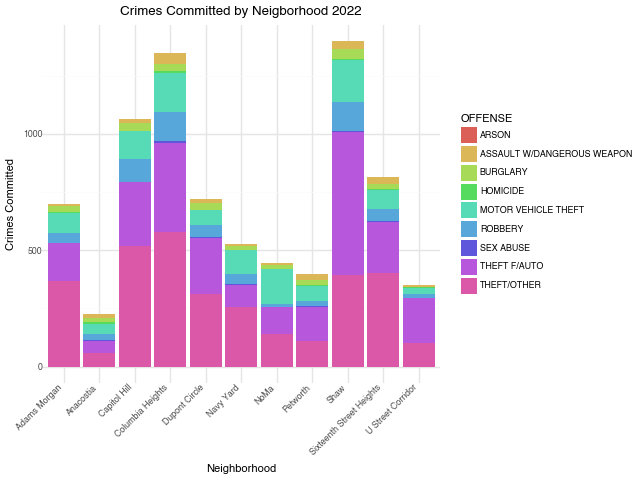 Crimes Committed by Neigborhood 2022
Crimes Committed
1000
500
0
Adams Morgan
Anacostia
Capitol Hill
Columbia Heights
Dupont Circle
Navy Yard
NoMa
Petworth
Shaw
Sixteenth Street Heights
U Street Corridor
Neighborhood
OFFENSE
ARSON
ASSAULT W/DANGEROUS WEAPON
BURGLARY
HOMICIDE
MOTOR VEHICLE THEFT
ROBBERY
SEX ABUSE
THEFT F/AUTO
THEFT/OTHER